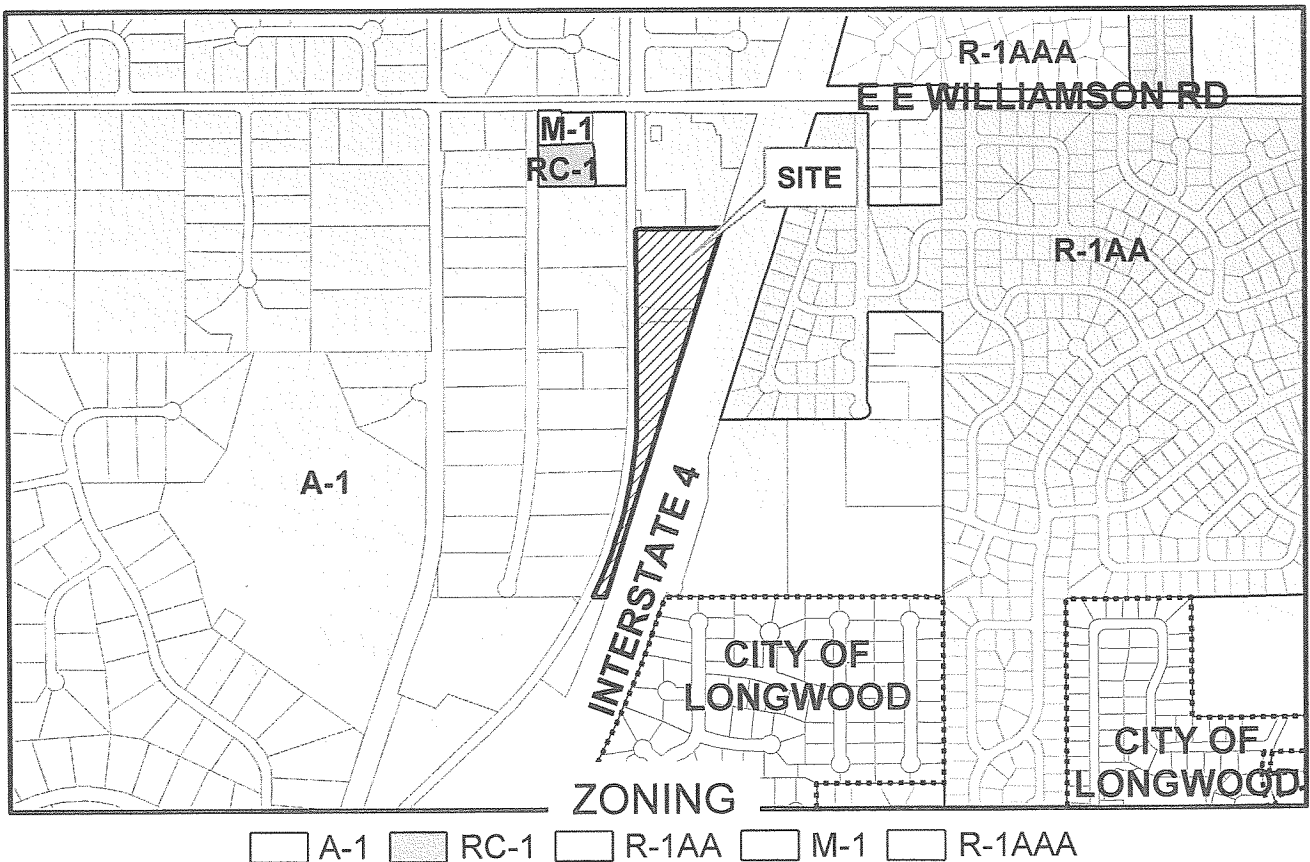 R-1AAA
E E WILLIAMSON RD
M-1
RC-1
SITE
R-1AA
A-1
INTERSTATE 4
CITY OF
LONGWOOD
CITY OF
LONGWOOD
ZONING
A-1 RC-1 R-1AA M-1 R-1AAA